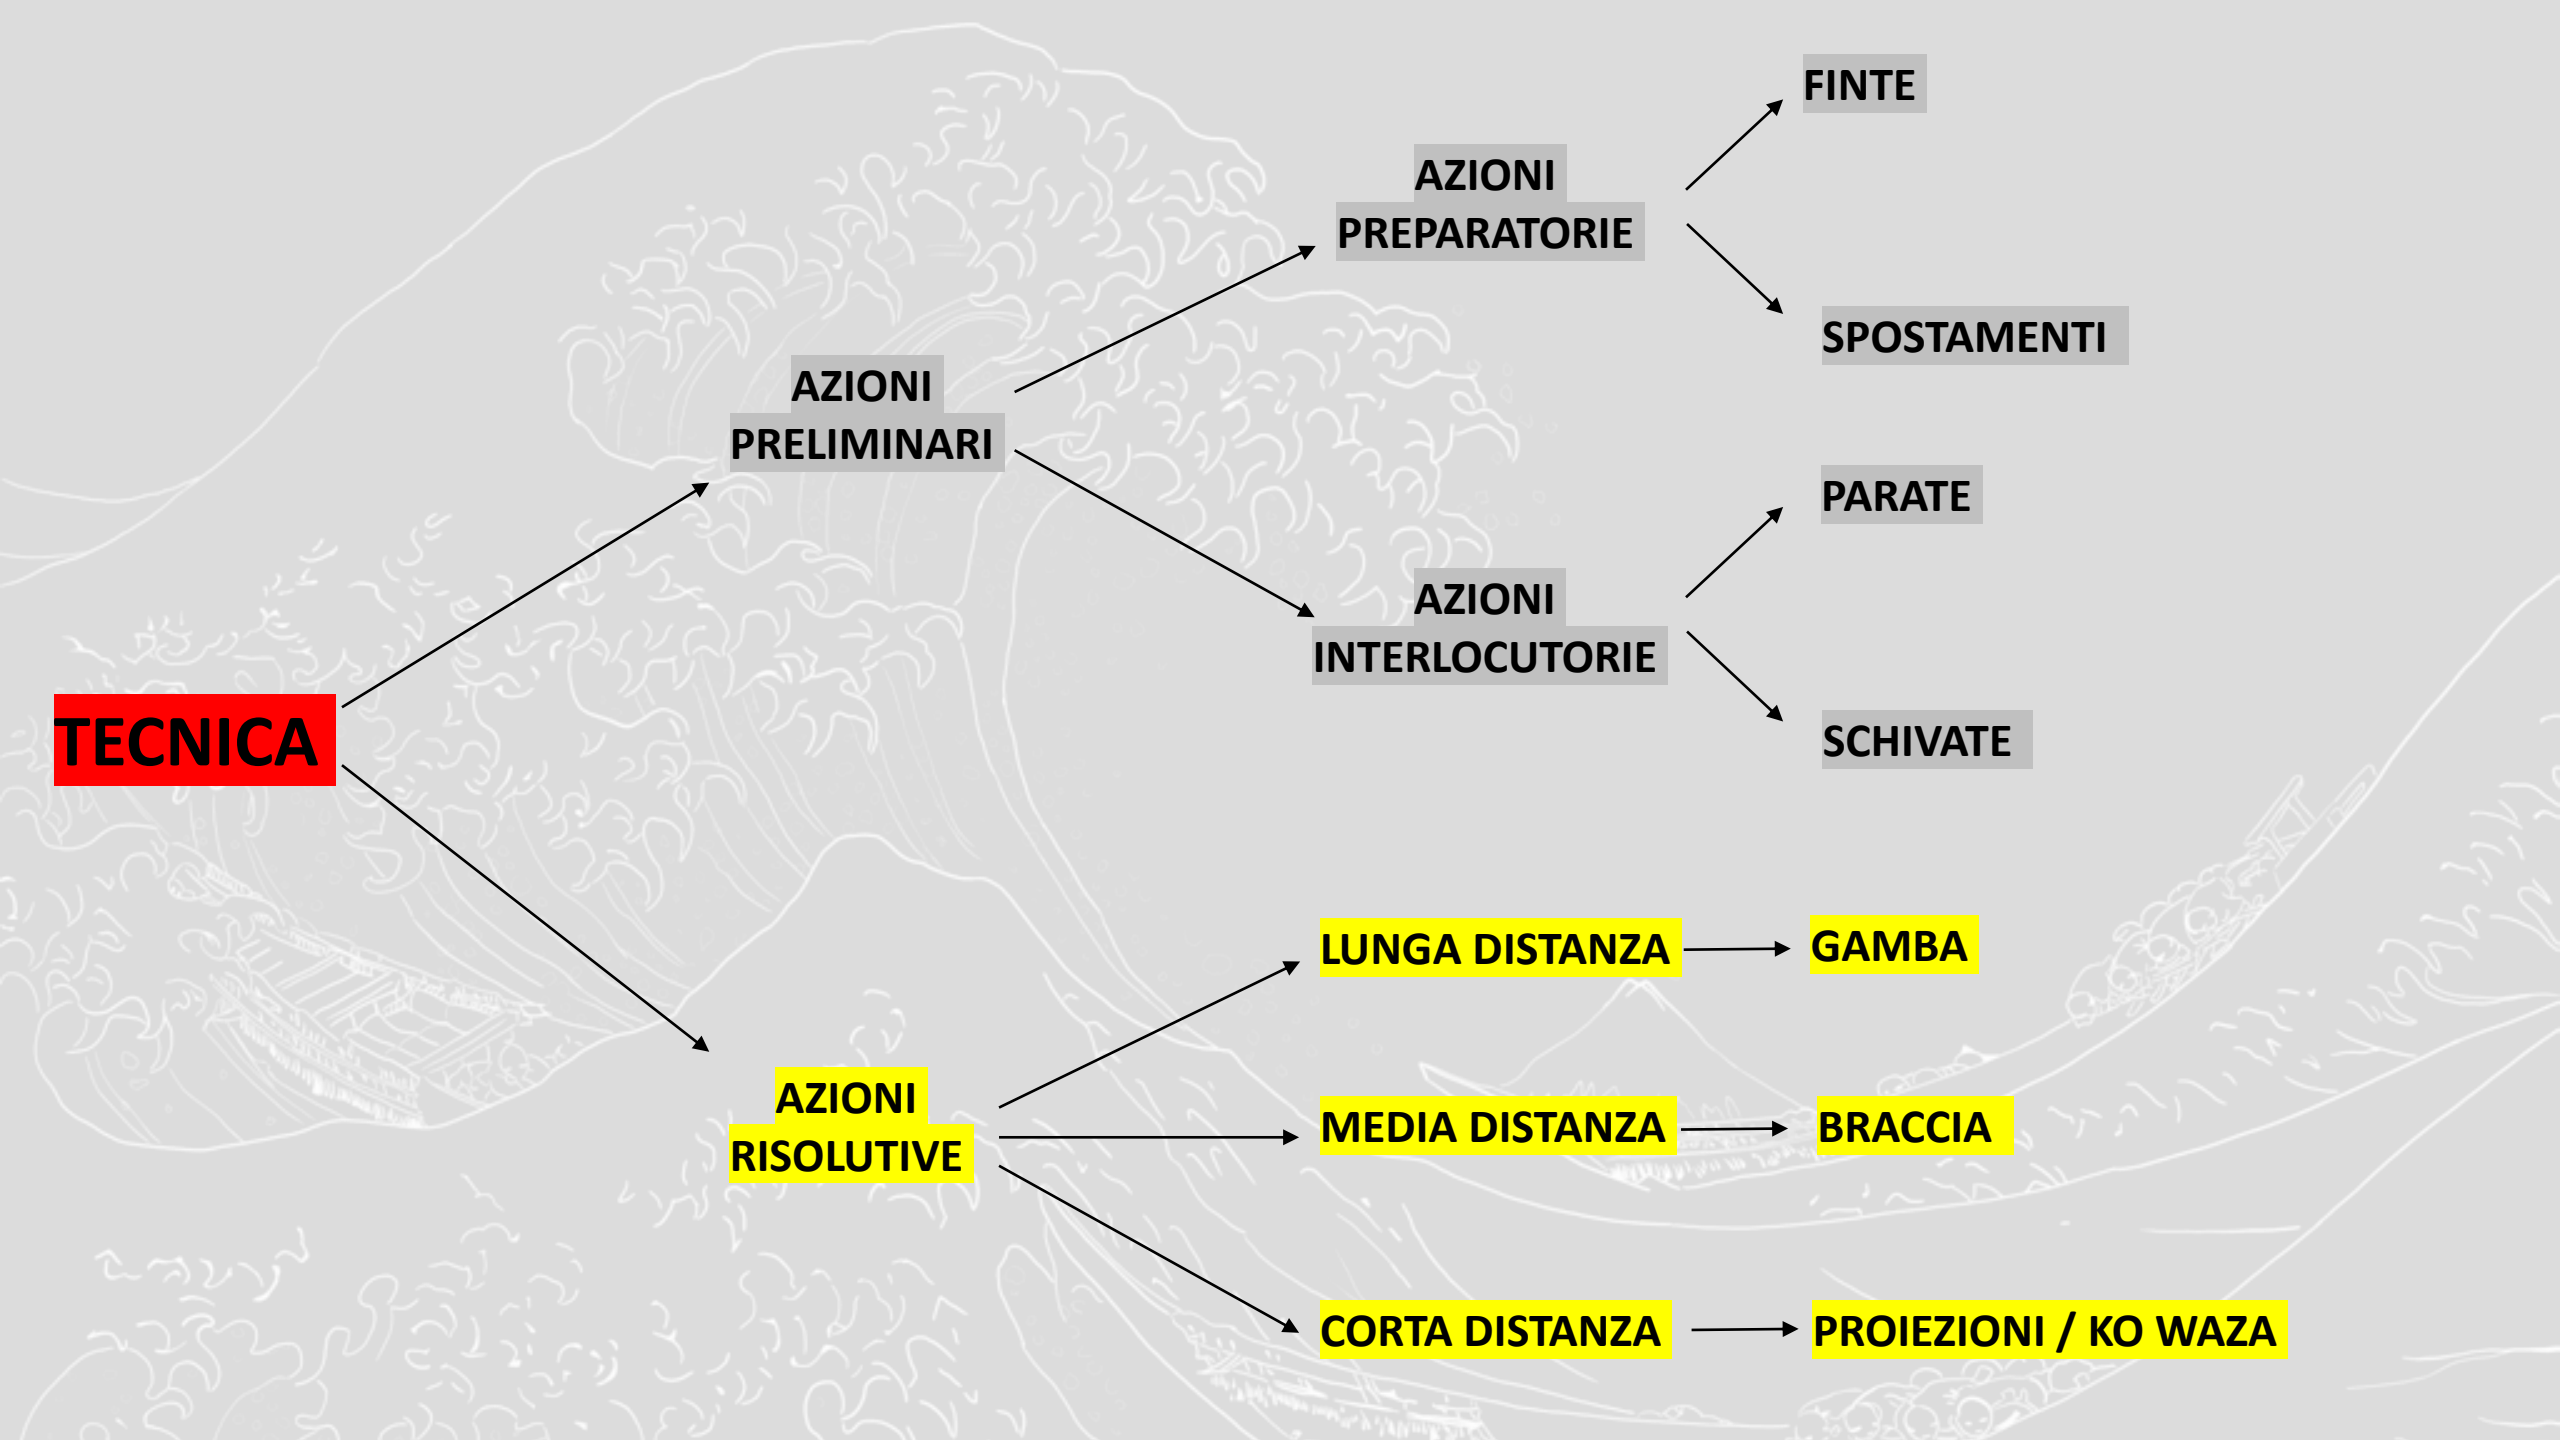 TECNICA
AZIONI
PRELIMINARI
AZIONI
PREPARATORIE
FINTE
SPOSTAMENTI
AZIONI
INTERLOCUTORIE
PARATE
SCHIVATE
AZIONI
RISOLUTIVE
LUNGA DISTANZA
GAMBA
MEDIA DISTANZA
BRACCIA
CORTA DISTANZA
PROIEZIONI / KO WAZA